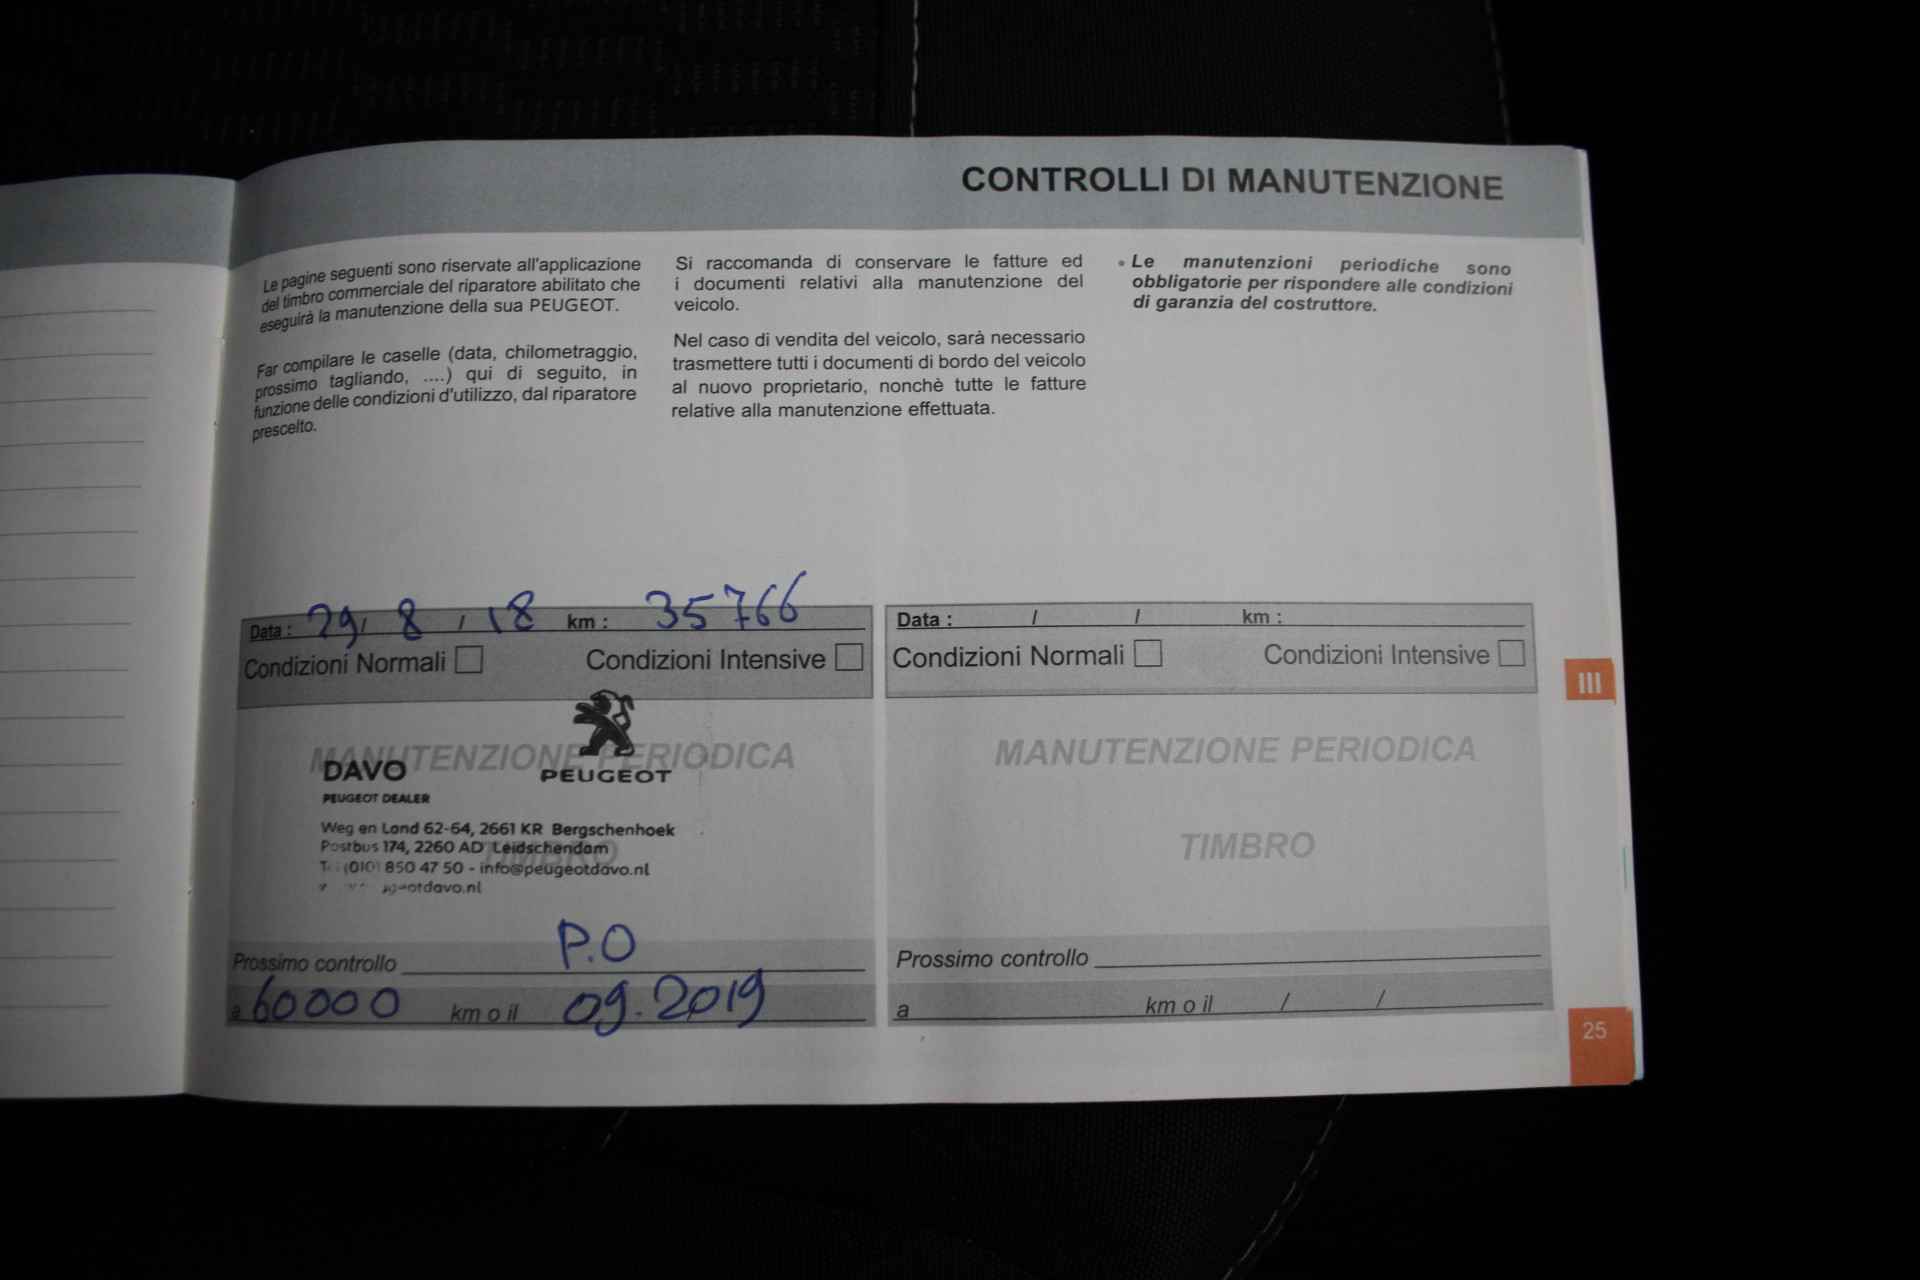 CONTROLLI DI MANUTENZIONE
Le pagine seguenti sono riservate all'applicazione
del timbro commerciale del riparatore abilitato che
eseguirà la manutenzione della sua PEUGEOT.
Far compilare le caselle (data, chilometraggio,
prossimo tagliando, ....) qui di seguito, in
funzione delle condizioni d'utilizzo, dal riparatore
prescelto.
Si raccomanda di conservare le fatture ed
i documenti relativi alla manutenzione del
veicolo.
Nel caso di vendita del veicolo, sarà necessario
trasmettere tutti i documenti di bordo del veicolo
al nuovo proprietario, nonchè tutte le fatture
relative alla manutenzione effettuata.
• Le manutenzioni periodiche sono
obbligatorie per rispondere alle condizioni
di garanzia del costruttore.
Data : 29 / 8 / 18 km : 35766
Condizioni Normali Condizioni Intensive
MANUTENZIONE PERIODICA
DAVO PEUGEOT
PEUGEOT DEALER
Weg en Land 62-64, 2661 KR Bergschenhoek
Postbus 174, 2260 AD Leidschendam
TIMBRO
(010) 850 47 50 - info@peugeotdavo.nl
Prossimo controllo P.O
a 60000 km o il 09.2019
Data : / / km :
Condizioni Normali Condizioni Intensive
MANUTENZIONE PERIODICA
TIMBRO
Prossimo controllo
a km o il / /
III
25